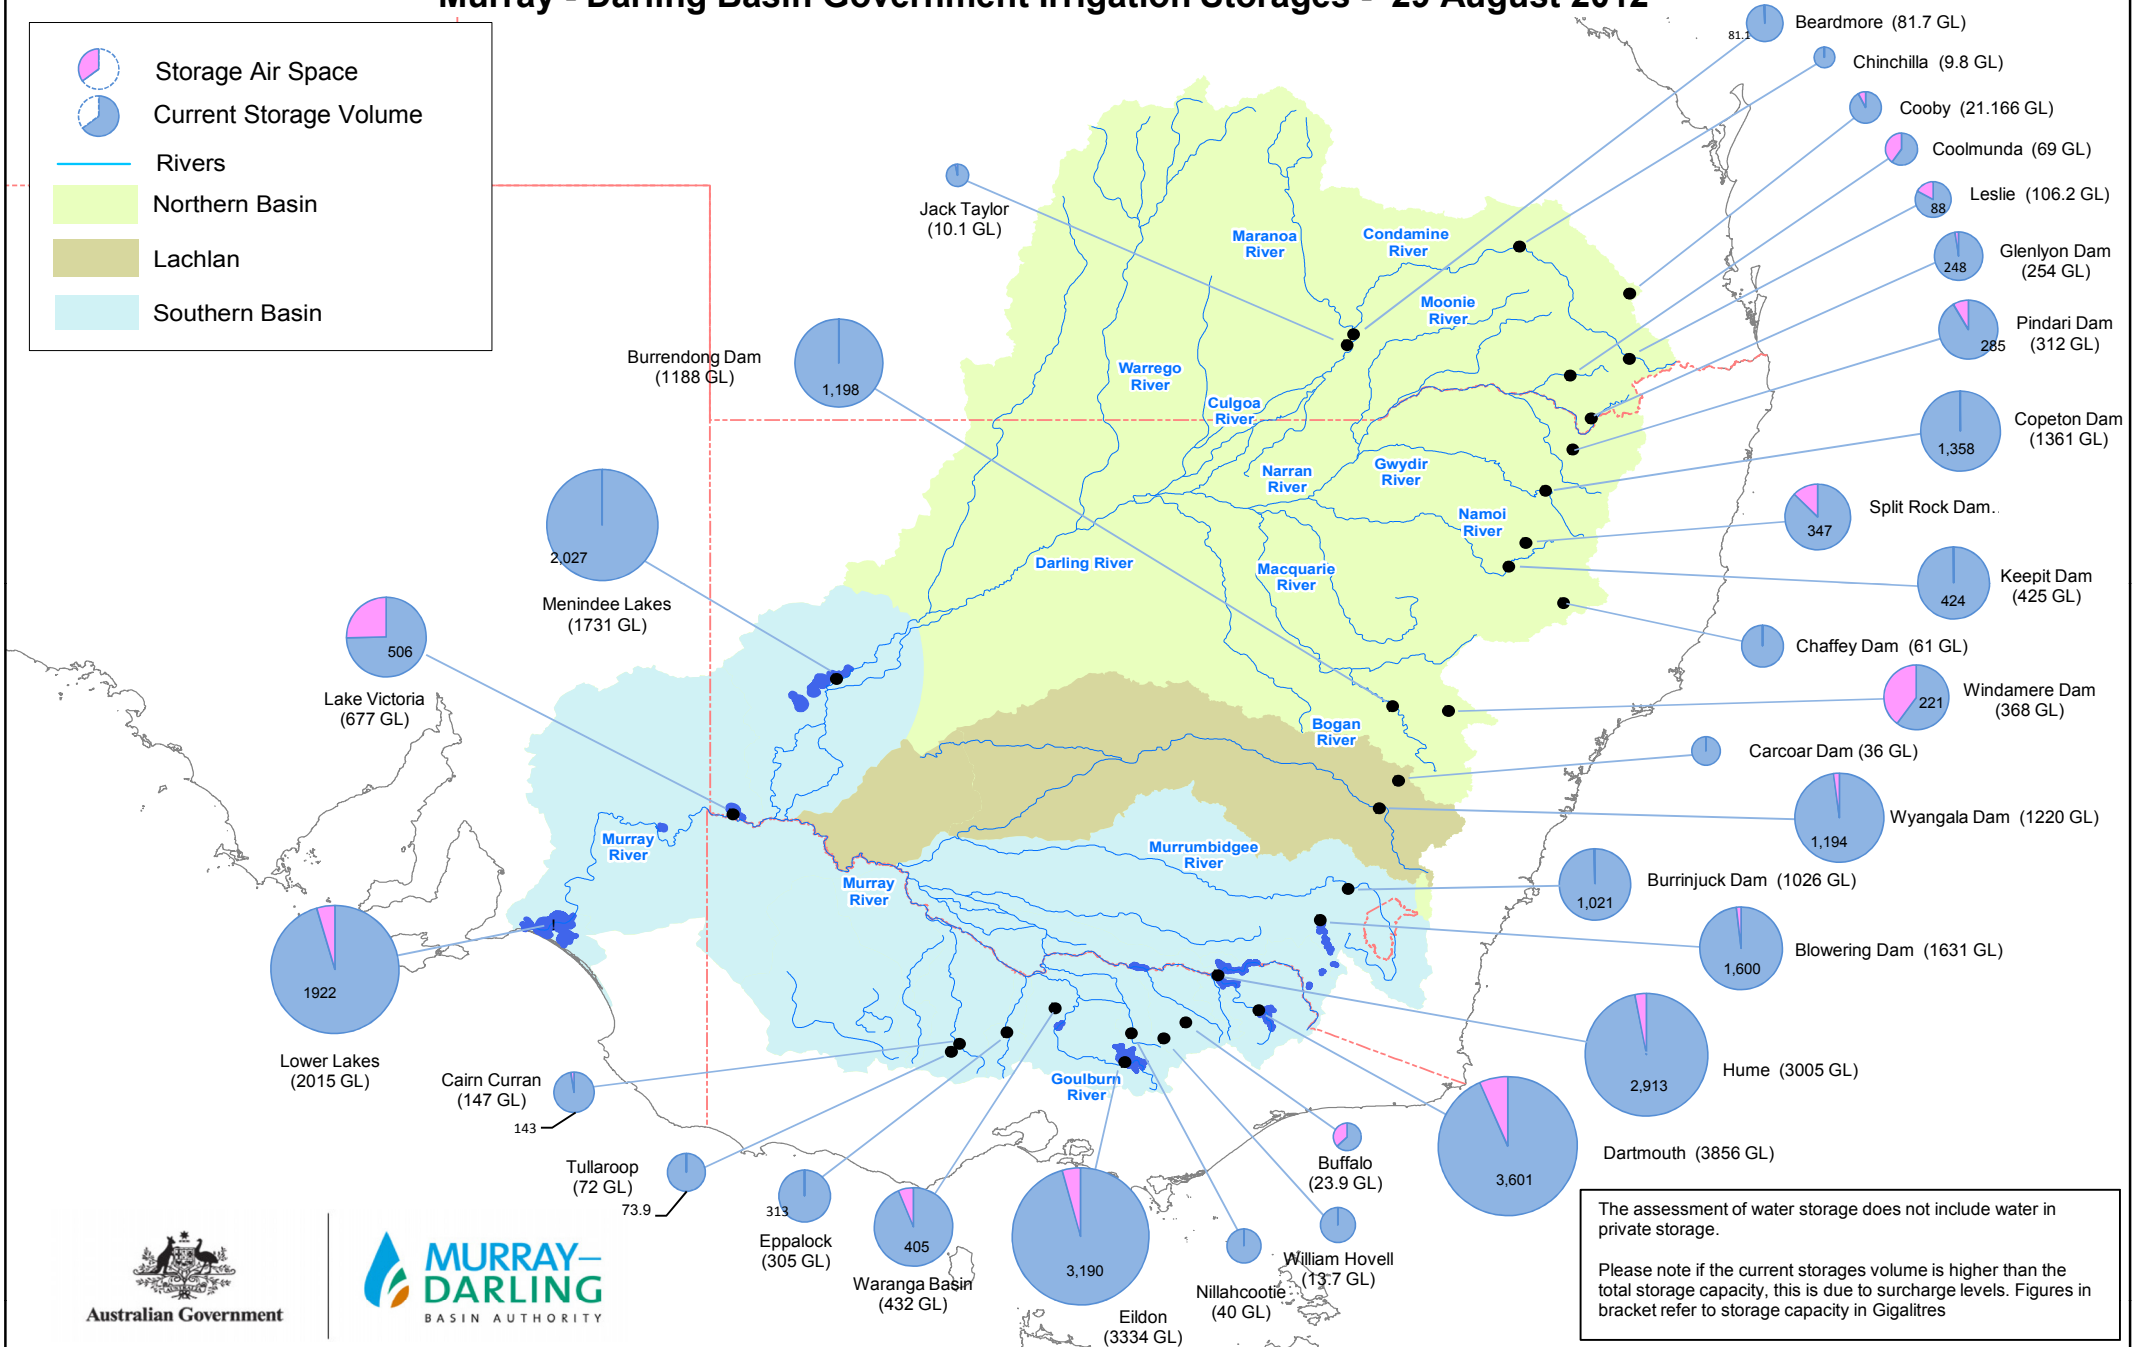 Murray - Darling Basin Government Irrigation Storages - 29 August 2012
Storage Air Space
Current Storage Volume
Rivers
Northern Basin
Lachlan
Southern Basin
81.1
Beardmore (81.7 GL)
Chinchilla (9.8 GL)
Cooby (21.166 GL)
Coolmunda (69 GL)
88
Leslie (106.2 GL)
248
Glenlyon Dam
(254 GL)
285
Pindari Dam
(312 GL)
1,358
Copeton Dam
(1361 GL)
347
Split Rock Dam..
424
Keepit Dam
(425 GL)
Chaffey Dam (61 GL)
221
Windamere Dam
(368 GL)
Carcoar Dam (36 GL)
1,194
Wyangala Dam (1220 GL)
1,021
Burrinjuck Dam (1026 GL)
1,600
Blowering Dam (1631 GL)
2,913
Hume (3005 GL)
3,601
Dartmouth (3856 GL)
Jack Taylor
(10.1 GL)
Burrendong Dam
(1188 GL)
1,198
2,027
Menindee Lakes
(1731 GL)
506
Lake Victoria
(677 GL)
1922
Lower Lakes
(2015 GL)
Cairn Curran
(147 GL)
143
Tullaroop
(72 GL)
73.9
313
Eppalock
(305 GL)
405
Waranga Basin
(432 GL)
3,190
Eildon
(3334 GL)
Nillahcootie
(40 GL)
William Hovell
(13.7 GL)
Buffalo
(23.9 GL)
Maranoa
River
Condamine
River
Moonie
River
Warrego
River
Culgoa
River
Narran
River
Gwydir
River
Namoi
River
Darling River
Macquarie
River
Bogan
River
Murray
River
Murray
River
Murrumbidgee
River
Goulburn
River
!
Australian Government
MURRAY–
DARLING
BASIN AUTHORITY
The assessment of water storage does not include water in
private storage.
Please note if the current storages volume is higher than the
total storage capacity, this is due to surcharge levels. Figures in
bracket refer to storage capacity in Gigalitres